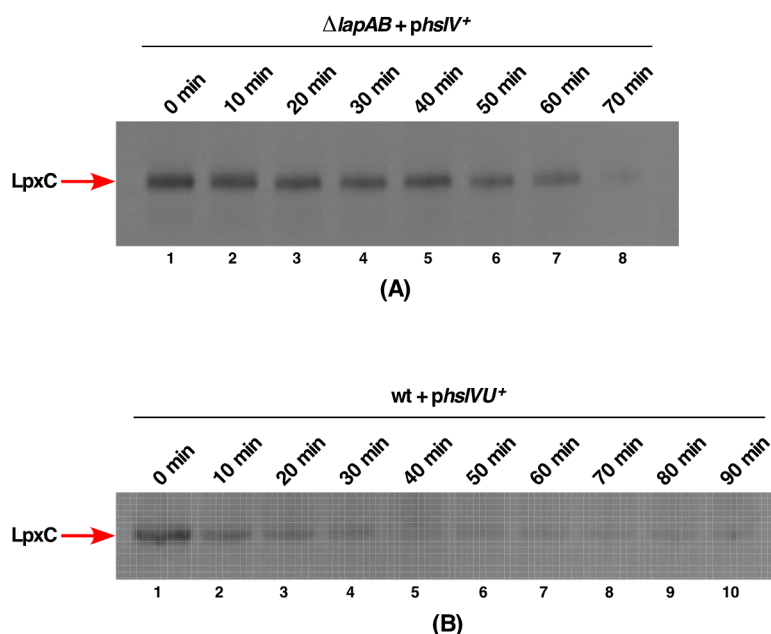 ΔlapAB + phslV+
0 min 10 min 20 min 30 min 40 min 50 min 60 min 70 min
LpxC
1 2 3 4 5 6 7 8
(A)
wt + phslVU+
0 min 10 min 20 min 30 min 40 min 50 min 60 min 70 min 80 min 90 min
LpxC
1 2 3 4 5 6 7 8 9 10
(B)